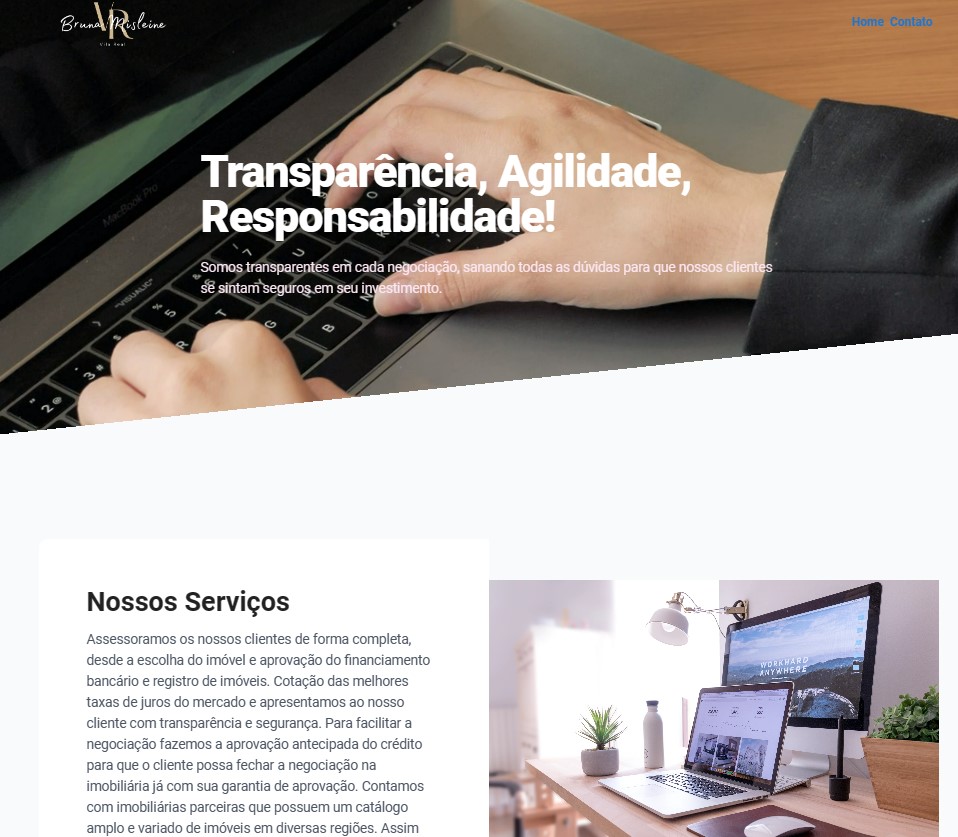 Bruna Risleine
VR
Vila Real
Home Contato
MacBook Pro
Transparência, Agilidade,
Responsabilidade!
Somos transparentes em cada negociação, sanando todas as dúvidas para que nossos clientes
se sintam seguros em seu investimento.
Nossos Serviços
Assessoramos os nossos clientes de forma completa,
desde a escolha do imóvel e aprovação do financiamento
bancário e registro de imóveis. Cotação das melhores
taxas de juros do mercado e apresentamos ao nosso
cliente com transparência e segurança. Para facilitar a
negociação fazemos a aprovação antecipada do crédito
para que o cliente possa fechar a negociação na
imobiliária já com sua garantia de aprovação. Contamos
com imobiliárias parceiras que possuem um catálogo
amplo e variado de imóveis em diversas regiões. Assim
WORKHARD
ANYWHERE